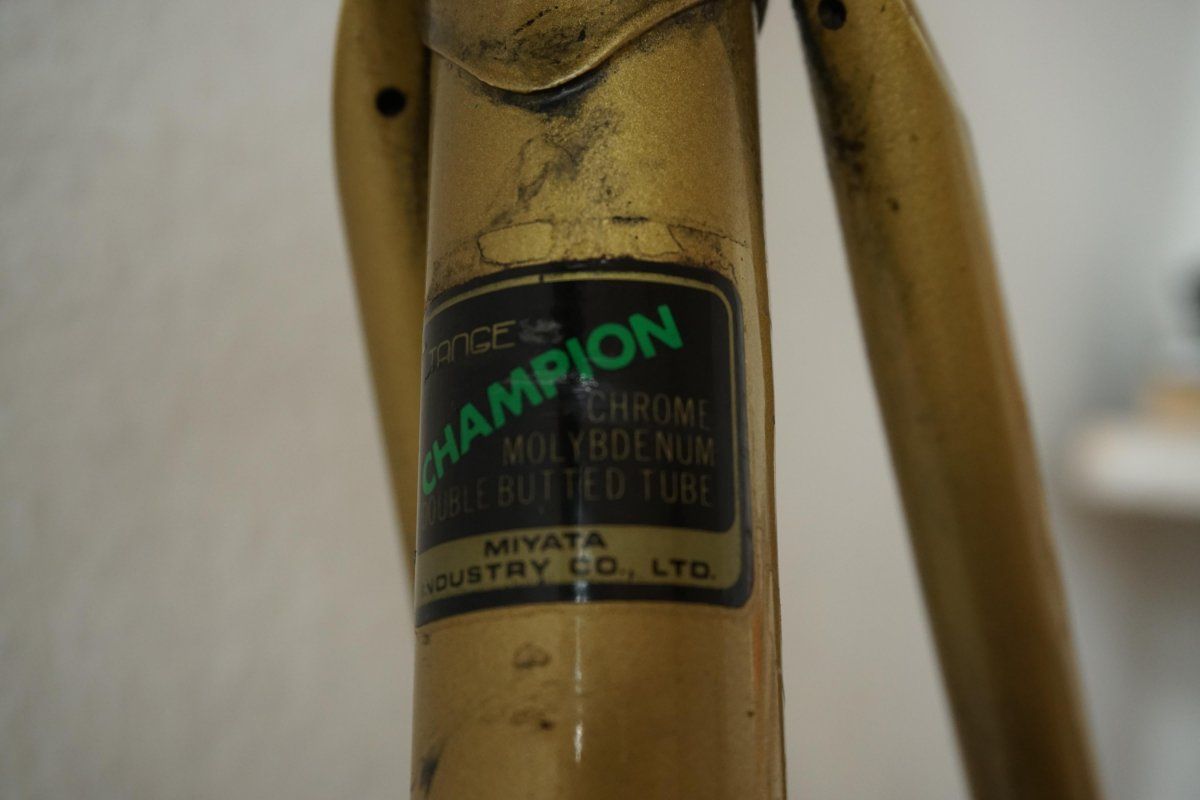 TANGE
CHAMPION
CHROME
MOLYBDENUM
DOUBLE BUTTED TUBE
MIYATA
INDUSTRY CO., LTD.